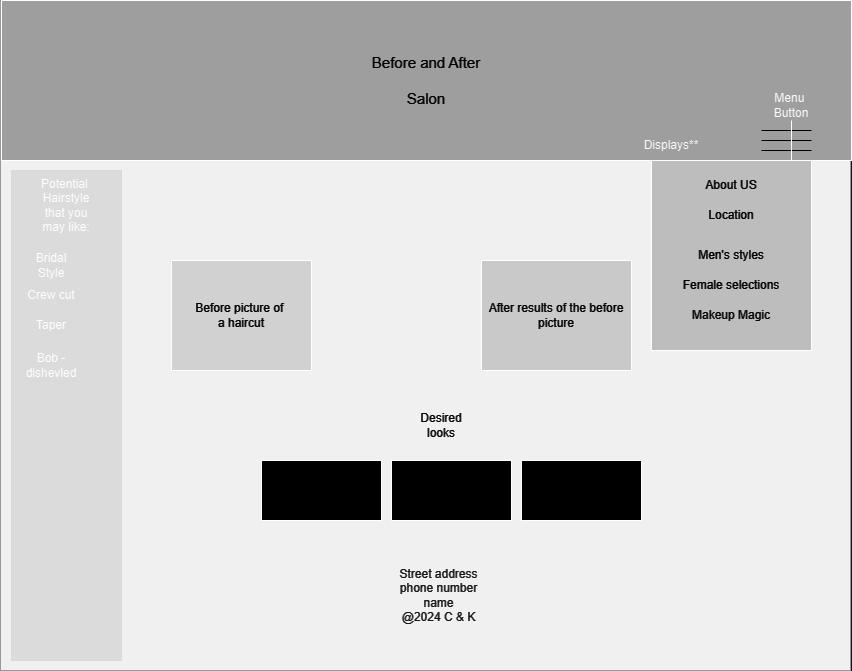 Before and After
Salon
Menu
Button
Displays**
Potential
Hairstyle
that you
may like:
Bridal
Style
Crew cut
Taper
Bob -
dishevled
About US
Location
Men's styles
Female selections
Makeup Magic
Before picture of
a haircut
After results of the before
picture
Desired
looks
Street address
phone number
name
@2024 C & K